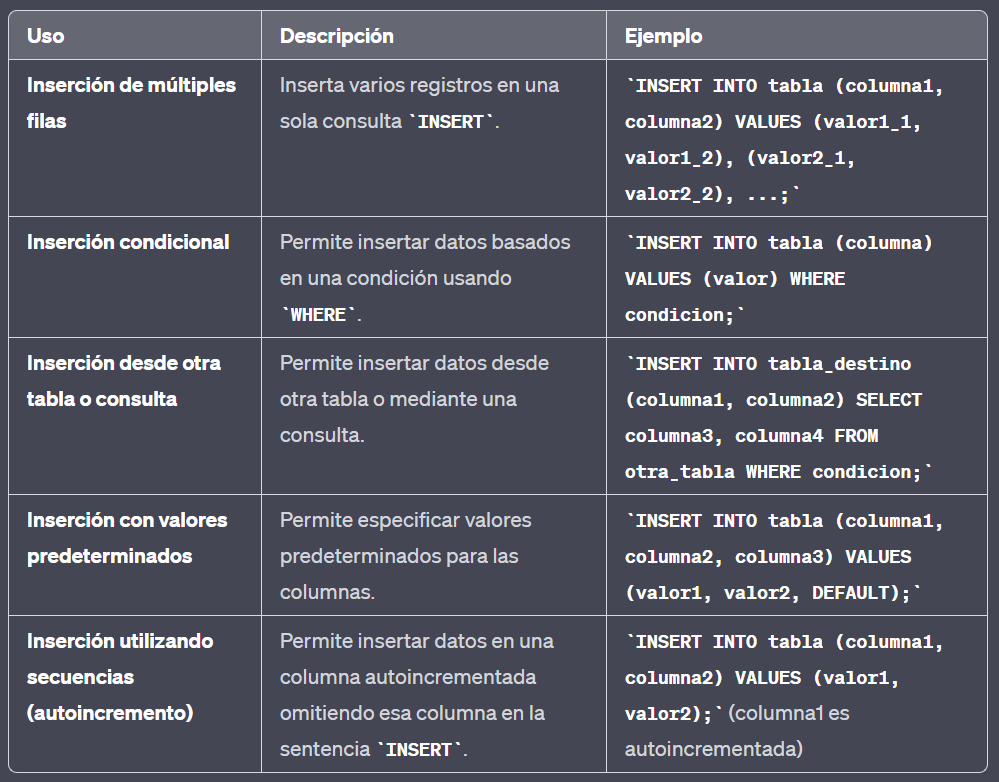 Uso
Descripción
Ejemplo
Inserción de múltiples
filas
Inserta varios registros en una
sola consulta `INSERT`.
`INSERT INTO tabla (columna1,
columna2) VALUES (valor1_1,
valor1_2), (valor2_1,
valor2_2), ...;`
Inserción condicional
Permite insertar datos basados
en una condición usando
`WHERE`.
`INSERT INTO tabla (columna)
VALUES (valor) WHERE
condicion;`
Inserción desde otra
tabla o consulta
Permite insertar datos desde
otra tabla o mediante una
consulta.
`INSERT INTO tabla_destino
(columna1, columna2) SELECT
columna3, columna4 FROM
otra_tabla WHERE condicion;`
Inserción con valores
predeterminados
Permite especificar valores
predeterminados para las
columnas.
`INSERT INTO tabla (columna1,
columna2, columna3) VALUES
(valor1, valor2, DEFAULT);`
Inserción utilizando
secuencias
(autoincremento)
Permite insertar datos en una
columna autoincrementada
omitiendo esa columna en la
sentencia `INSERT`.
`INSERT INTO tabla (columna1,
columna2) VALUES (valor1,
valor2);` (columna1 es
autoincrementada)